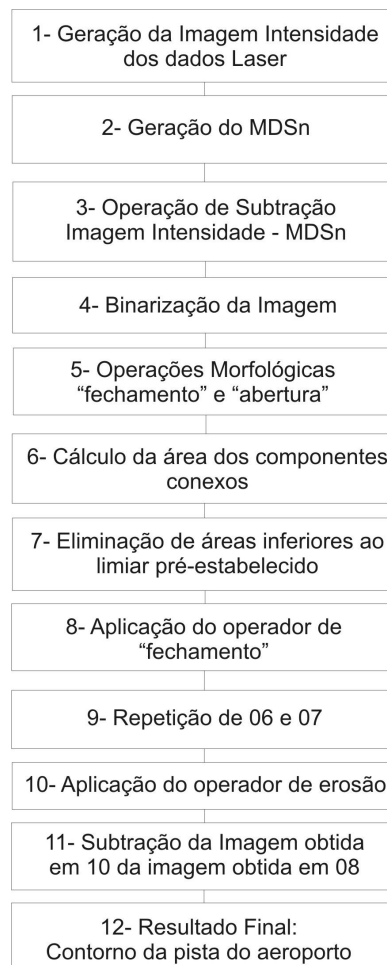 1- Geração da Imagem Intensidade
dos dados Laser
2- Geração do MDSn
3- Operação de Subtração
Imagem Intensidade - MDSn
4- Binarização da Imagem
5- Operações Morfológicas
“fechamento” e “abertura”
6- Cálculo da área dos componentes
conexos
7- Eliminação de áreas inferiores ao
limiar pré-estabelecido
8- Aplicação do operador de
“fechamento”
9- Repetição de 06 e 07
10- Aplicação do operador de erosão
11- Subtração da Imagem obtida
em 10 da imagem obtida em 08
12- Resultado Final:
Contorno da pista do aeroporto